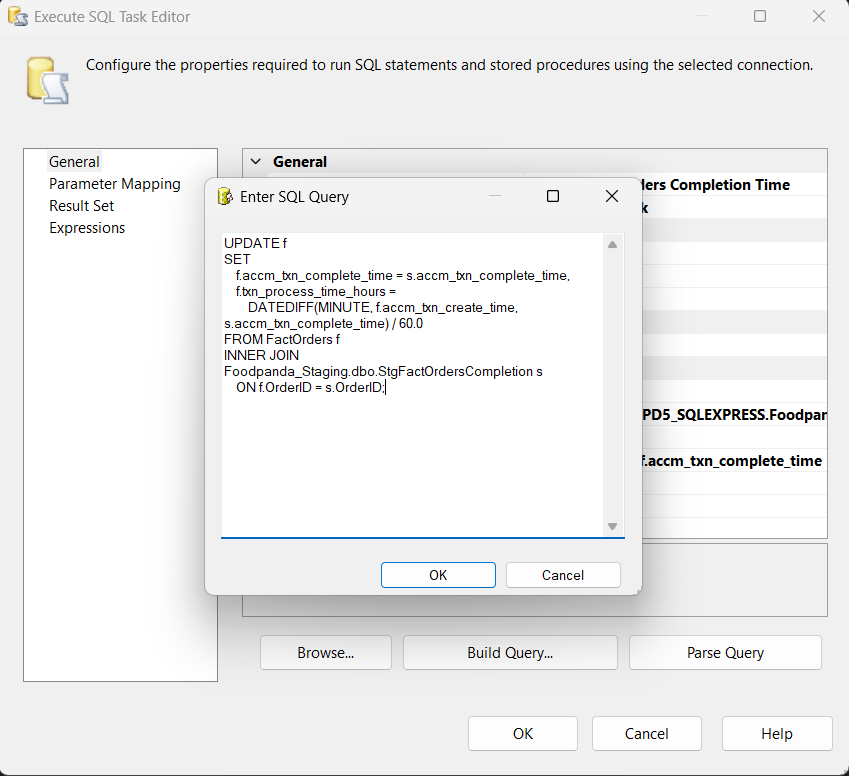 Execute SQL Task Editor
Configure the properties required to run SQL statements and stored procedures using the selected connection.
General
Parameter Mapping
Result Set
Expressions
General
ders Completion Time
k
PD5_SQLEXPRESS.Foodpan
f.accm_txn_complete_time
Enter SQL Query
UPDATE f
SET
f.accm_txn_complete_time = s.accm_txn_complete_time,
f.txn_process_time_hours =
DATEDIFF(MINUTE, f.accm_txn_create_time,
s.accm_txn_complete_time) / 60.0
FROM FactOrders f
INNER JOIN
Foodpanda_Staging.dbo.StgFactOrdersCompletion s
ON f.OrderID = s.OrderID;
OK
Cancel
Browse...
Build Query...
Parse Query
OK
Cancel
Help